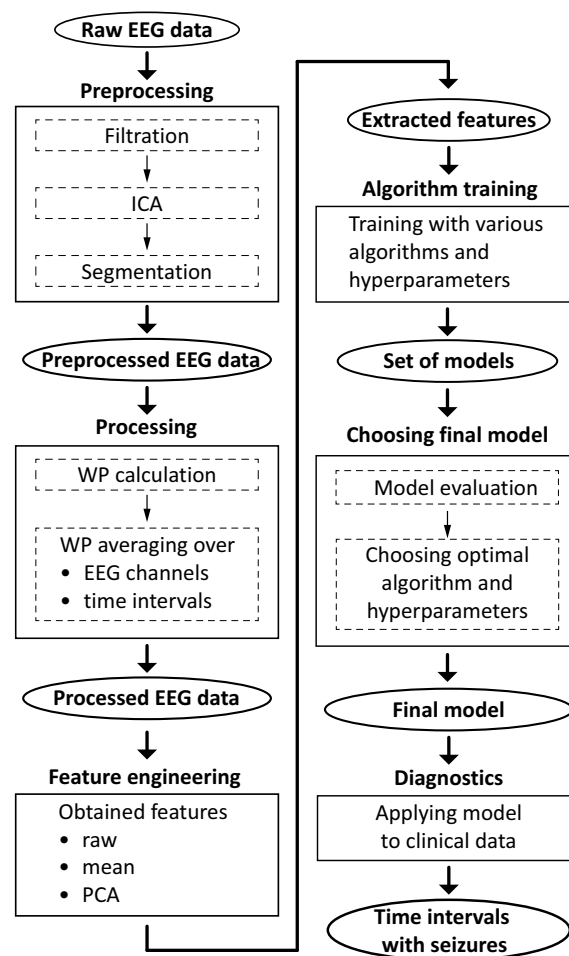 Raw EEG data
Preprocessing
Filtration
ICA
Segmentation
Preprocessed EEG data
Processing
WP calculation
WP averaging over
• EEG channels
• time intervals
Processed EEG data
Feature engineering
Obtained features
• raw
• mean
• PCA
Extracted features
Algorithm training
Training with various
algorithms and
hyperparameters
Set of models
Choosing final model
Model evaluation
Choosing optimal
algorithm and
hyperparameters
Final model
Diagnostics
Applying model
to clinical data
Time intervals
with seizures